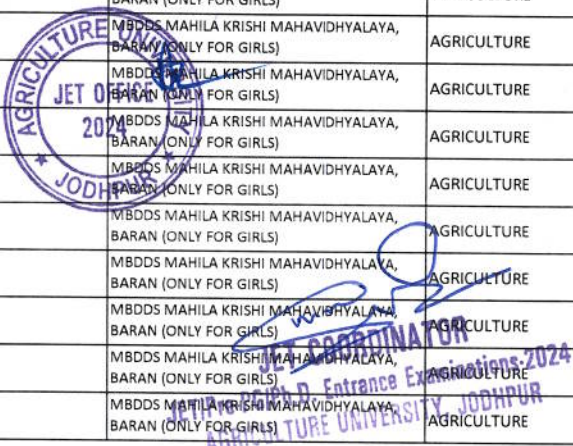 BARAN (ONLY FOR GIRLS)
MBDDS MAHILA KRISHI MAHAVIDHYALAYA,
BARAN (ONLY FOR GIRLS)
AGRICULTURE
MBDDS MAHILA KRISHI MAHAVIDHYALAYA,
BARAN (ONLY FOR GIRLS)
AGRICULTURE
MBDDS MAHILA KRISHI MAHAVIDHYALAYA,
BARAN (ONLY FOR GIRLS)
AGRICULTURE
MBDDS MAHILA KRISHI MAHAVIDHYALAYA,
BARAN (ONLY FOR GIRLS)
AGRICULTURE
MBDDS MAHILA KRISHI MAHAVIDHYALAYA,
BARAN (ONLY FOR GIRLS)
AGRICULTURE
MBDDS MAHILA KRISHI MAHAVIDHYALAYA,
BARAN (ONLY FOR GIRLS)
AGRICULTURE
MBDDS MAHILA KRISHI MAHAVIDHYALAYA,
BARAN (ONLY FOR GIRLS)
AGRICULTURE
MBDDS MAHILA KRISHI MAHAVIDHYALAYA,
BARAN (ONLY FOR GIRLS)
AGRICULTURE
MBDDS MAHILA KRISHI MAHAVIDHYALAYA,
BARAN (ONLY FOR GIRLS)
AGRICULTURE
AGRICULTURE UNIVERSITY
JET OFFICE
2024
JODHPUR
JET COORDINATOR
Ph.D. Entrance Examinations-2024
AGRICULTURE UNIVERSITY, JODHPUR